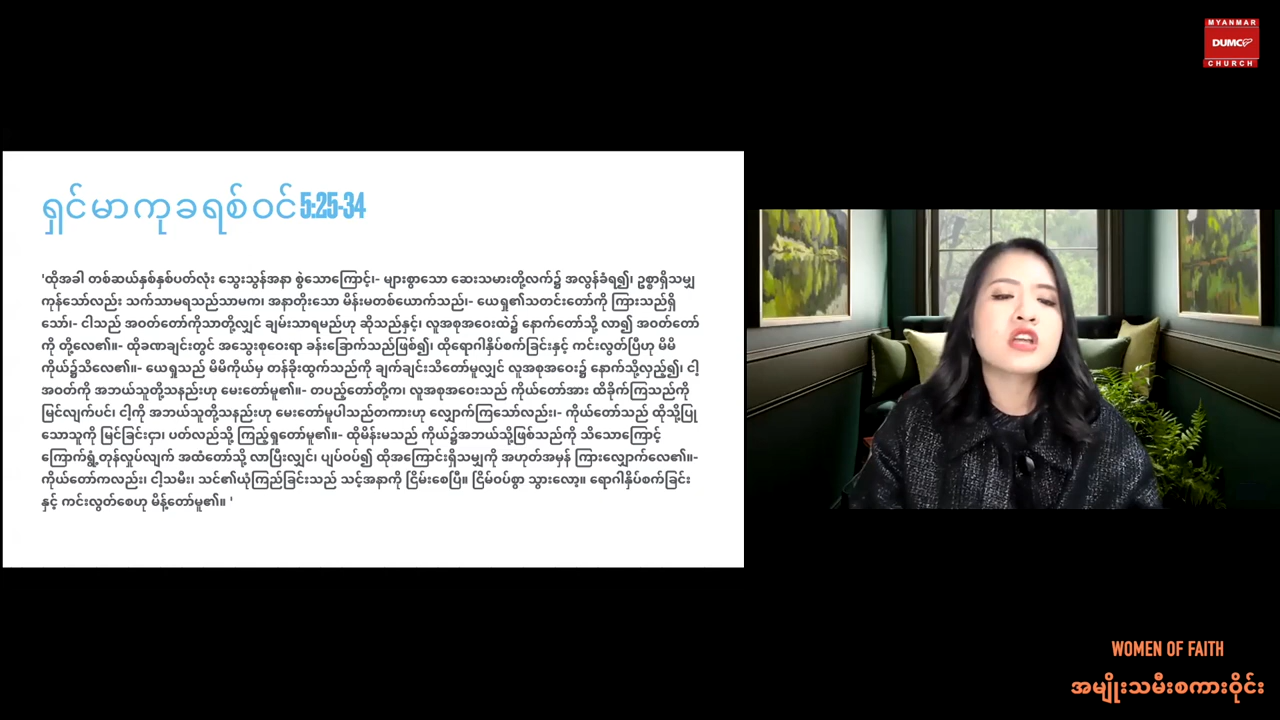 MYANMAR
DUMC
CHURCH
ရှင်မာကုခရစ်ဝင် 5:25-34
'ထိုအခါ တစ်ဆယ်နှစ်နှစ်ပတ်လုံး သွေးသွန်အနာ စွဲသောကြောင့်၊- များစွာသော ဆေးသမားတို့လက်၌ အလွန်ခံရ၍၊ ဥစ္စာရှိသမျှ
ကုန်သော်လည်း သက်သာမရသည်သာမက၊ အနာတိုးသော မိန်းမတစ်ယောက်သည်၊- ယေရှု၏သတင်းတော်ကို ကြားသည်ရှိ
သော်၊- ငါသည် အဝတ်တော်ကိုသာတို့လျှင် ချမ်းသာရမည်ဟု ဆိုသည်နှင့်၊ လူအစုအဝေးထဲ၌ နောက်တော်သို့ လာ၍ အဝတ်တော်
ကို တို့လေ၏။- ထိုခဏချင်းတွင် အသွေးစုဝေးရာ ခန်းခြောက်သည်ဖြစ်၍၊ ထိုရောဂါနှိပ်စက်ခြင်းနှင့် ကင်းလွတ်ပြီဟု မိမိ
ကိုယ်၌သိလေ၏။- ယေရှုသည် မိမိကိုယ်မှ တန်ခိုးထွက်သည်ကို ချက်ချင်းသိတော်မူလျှင် လူအစုအဝေး၌ နောက်သို့လှည့်၍၊ ငါ့
အဝတ်ကို အဘယ်သူတို့သနည်းဟု မေးတော်မူ၏။- တပည့်တော်တို့က၊ လူအစုအဝေးသည် ကိုယ်တော်အား ထိခိုက်ကြသည်ကို
မြင်လျက်ပင်၊ ငါ့ကို အဘယ်သူတို့သနည်းဟု မေးတော်မူပါသည်တကားဟု လျှောက်ကြသော်လည်း၊- ကိုယ်တော်သည် ထိုသို့ပြု
သောသူကို မြင်ခြင်းငှာ၊ ပတ်လည်သို့ ကြည့်ရှုတော်မူ၏။- ထိုမိန်းမသည် ကိုယ်၌အဘယ်သို့ဖြစ်သည်ကို သိသောကြောင့်
ကြောက်ရွံ့တုန်လှုပ်လျက် အထံတော်သို့ လာပြီးလျှင်၊ ပျပ်ဝပ်၍ ထိုအကြောင်းရှိသမျှကို အဟုတ်အမှန် ကြားလျှောက်လေ၏။-
ကိုယ်တော်ကလည်း၊ ငါ့သမီး၊ သင်၏ယုံကြည်ခြင်းသည် သင့်အနာကို ငြိမ်းစေပြီ။ ငြိမ်ဝပ်စွာ သွားလော့။ ရောဂါနှိပ်စက်ခြင်း
နှင့် ကင်းလွတ်စေဟု မိန့်တော်မူ၏။ '
WOMEN OF FAITH
အမျိုးသမီးစကားဝိုင်း